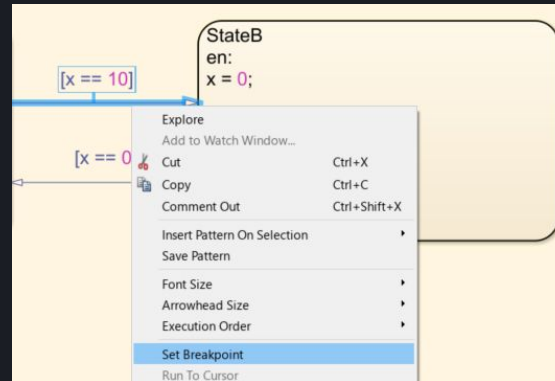 StateB
en:
x = 0;
[x == 10]
[x == 0
Explore
Add to Watch Window...
Cut Ctrl+X
Copy Ctrl+C
Comment Out Ctrl+Shift+X
Insert Pattern On Selection
Save Pattern
Font Size
Arrowhead Size
Execution Order
Set Breakpoint
Run To Cursor